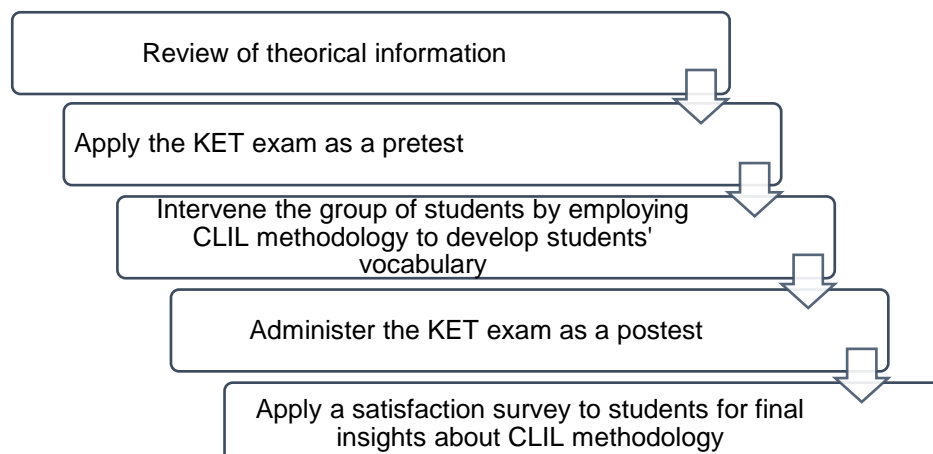 Review of theorical information
Apply the KET exam as a pretest
Intervene the group of students by employing
CLIL methodology to develop students'
vocabulary
Administer the KET exam as a postest
Apply a satisfaction survey to students for final
insights about CLIL methodology